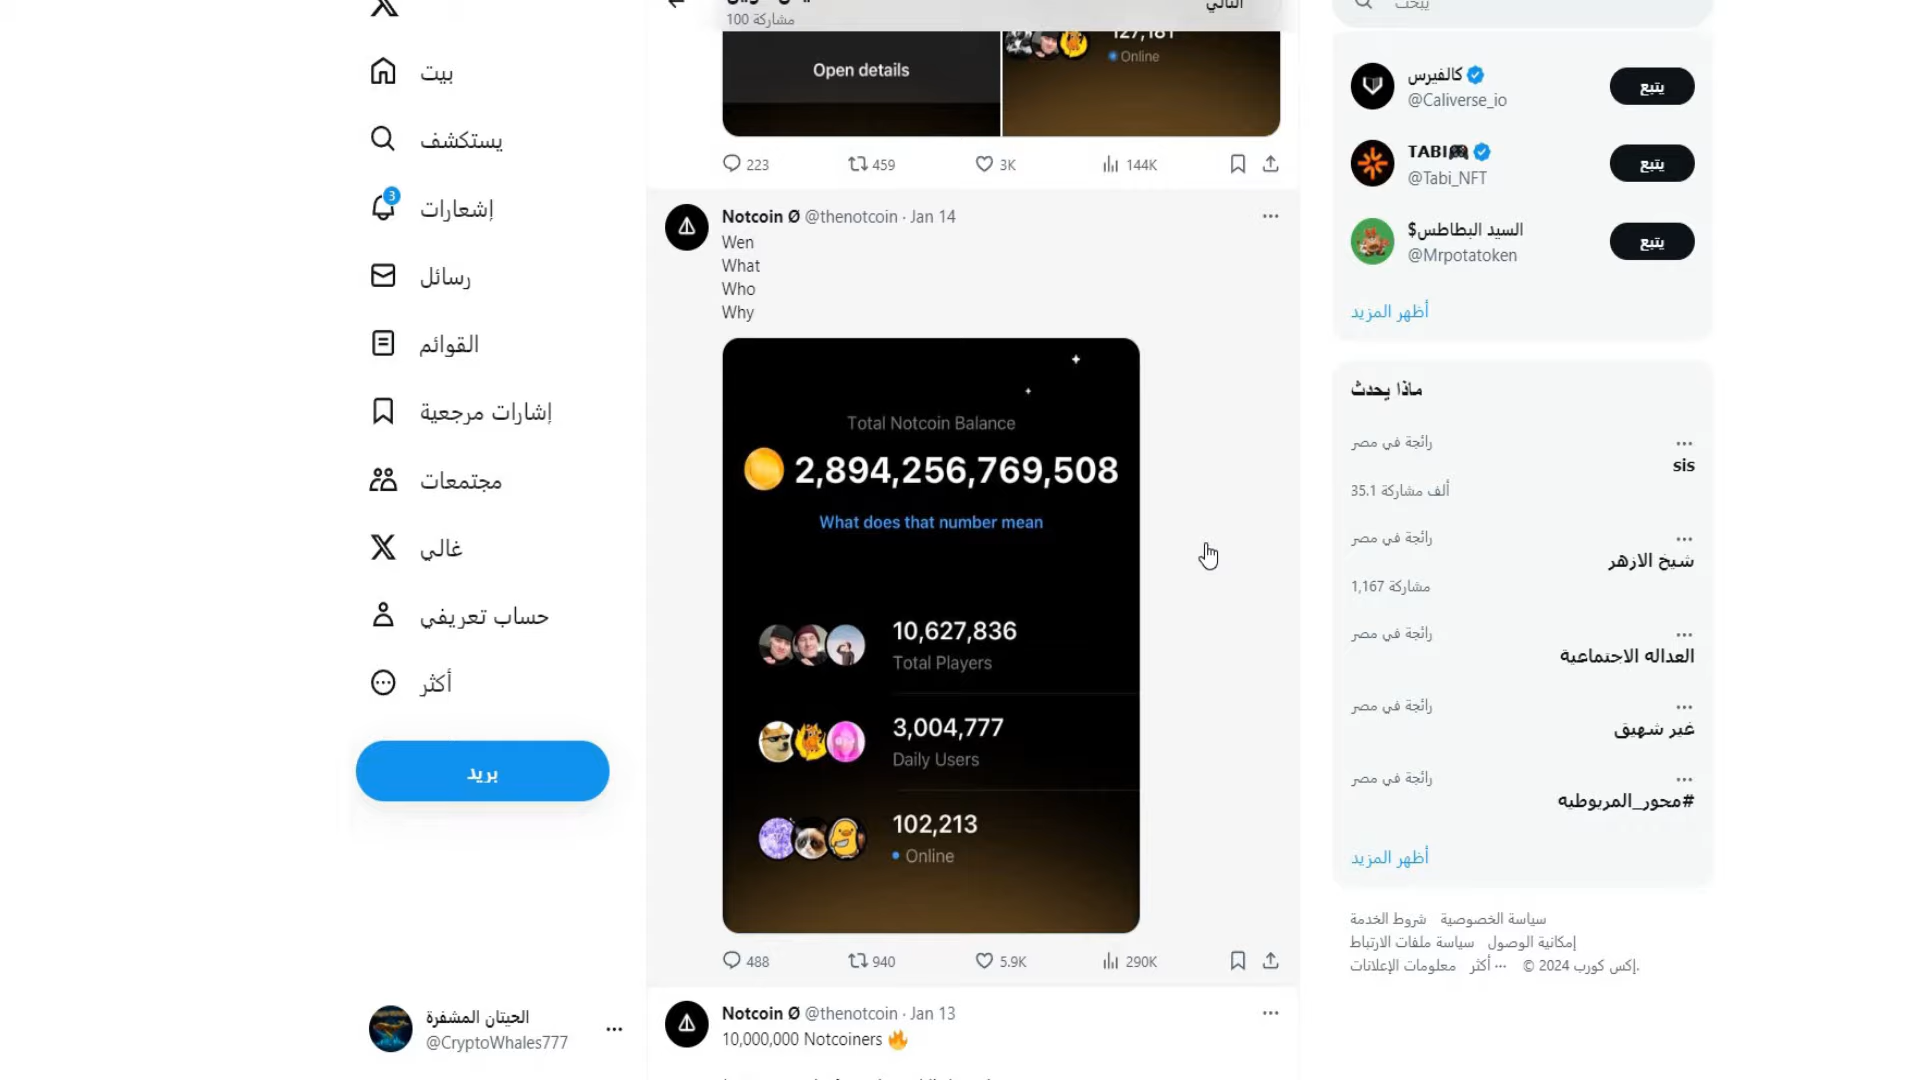 بيت
يستكشف
3
إشعارات
رسائل
القوائم
إشارات مرجعية
مجتمعات
غالي
حساب تعريفي
أكثر
بريد
الحيتان المشفرة
@CryptoWhales777
التالي
100 مشاركة
Open details
127,181
Online
223
459
3K
144K
Notcoin Ø @thenotcoin · Jan 14
Wen
What
Who
Why
Total Notcoin Balance
2,894,256,769,508
What does that number mean
10,627,836
Total Players
3,004,777
Daily Users
102,213
Online
488
940
5.9K
290K
Notcoin Ø @thenotcoin · Jan 13
10,000,000 Notcoiners 🔥
يبحث
كالفيرس
@Caliverse_io
يتبع
TABI🎮
@Tabi_NFT
يتبع
السيد البطاطس$
@Mrpotatoken
يتبع
أظهر المزيد
ماذا يحدث
رائجة في مصر
sis
35.1 ألف مشاركة
رائجة في مصر
شيخ الازهر
1,167 مشاركة
رائجة في مصر
العداله الاجتماعية
رائجة في مصر
غير شهيق
رائجة في مصر
#محور_المريوطيه
أظهر المزيد
شروط الخدمة سياسة الخصوصية
سياسة ملفات الارتباط إمكانية الوصول
معلومات الإعلانات أكثر ··· © 2024 إكس كورب.